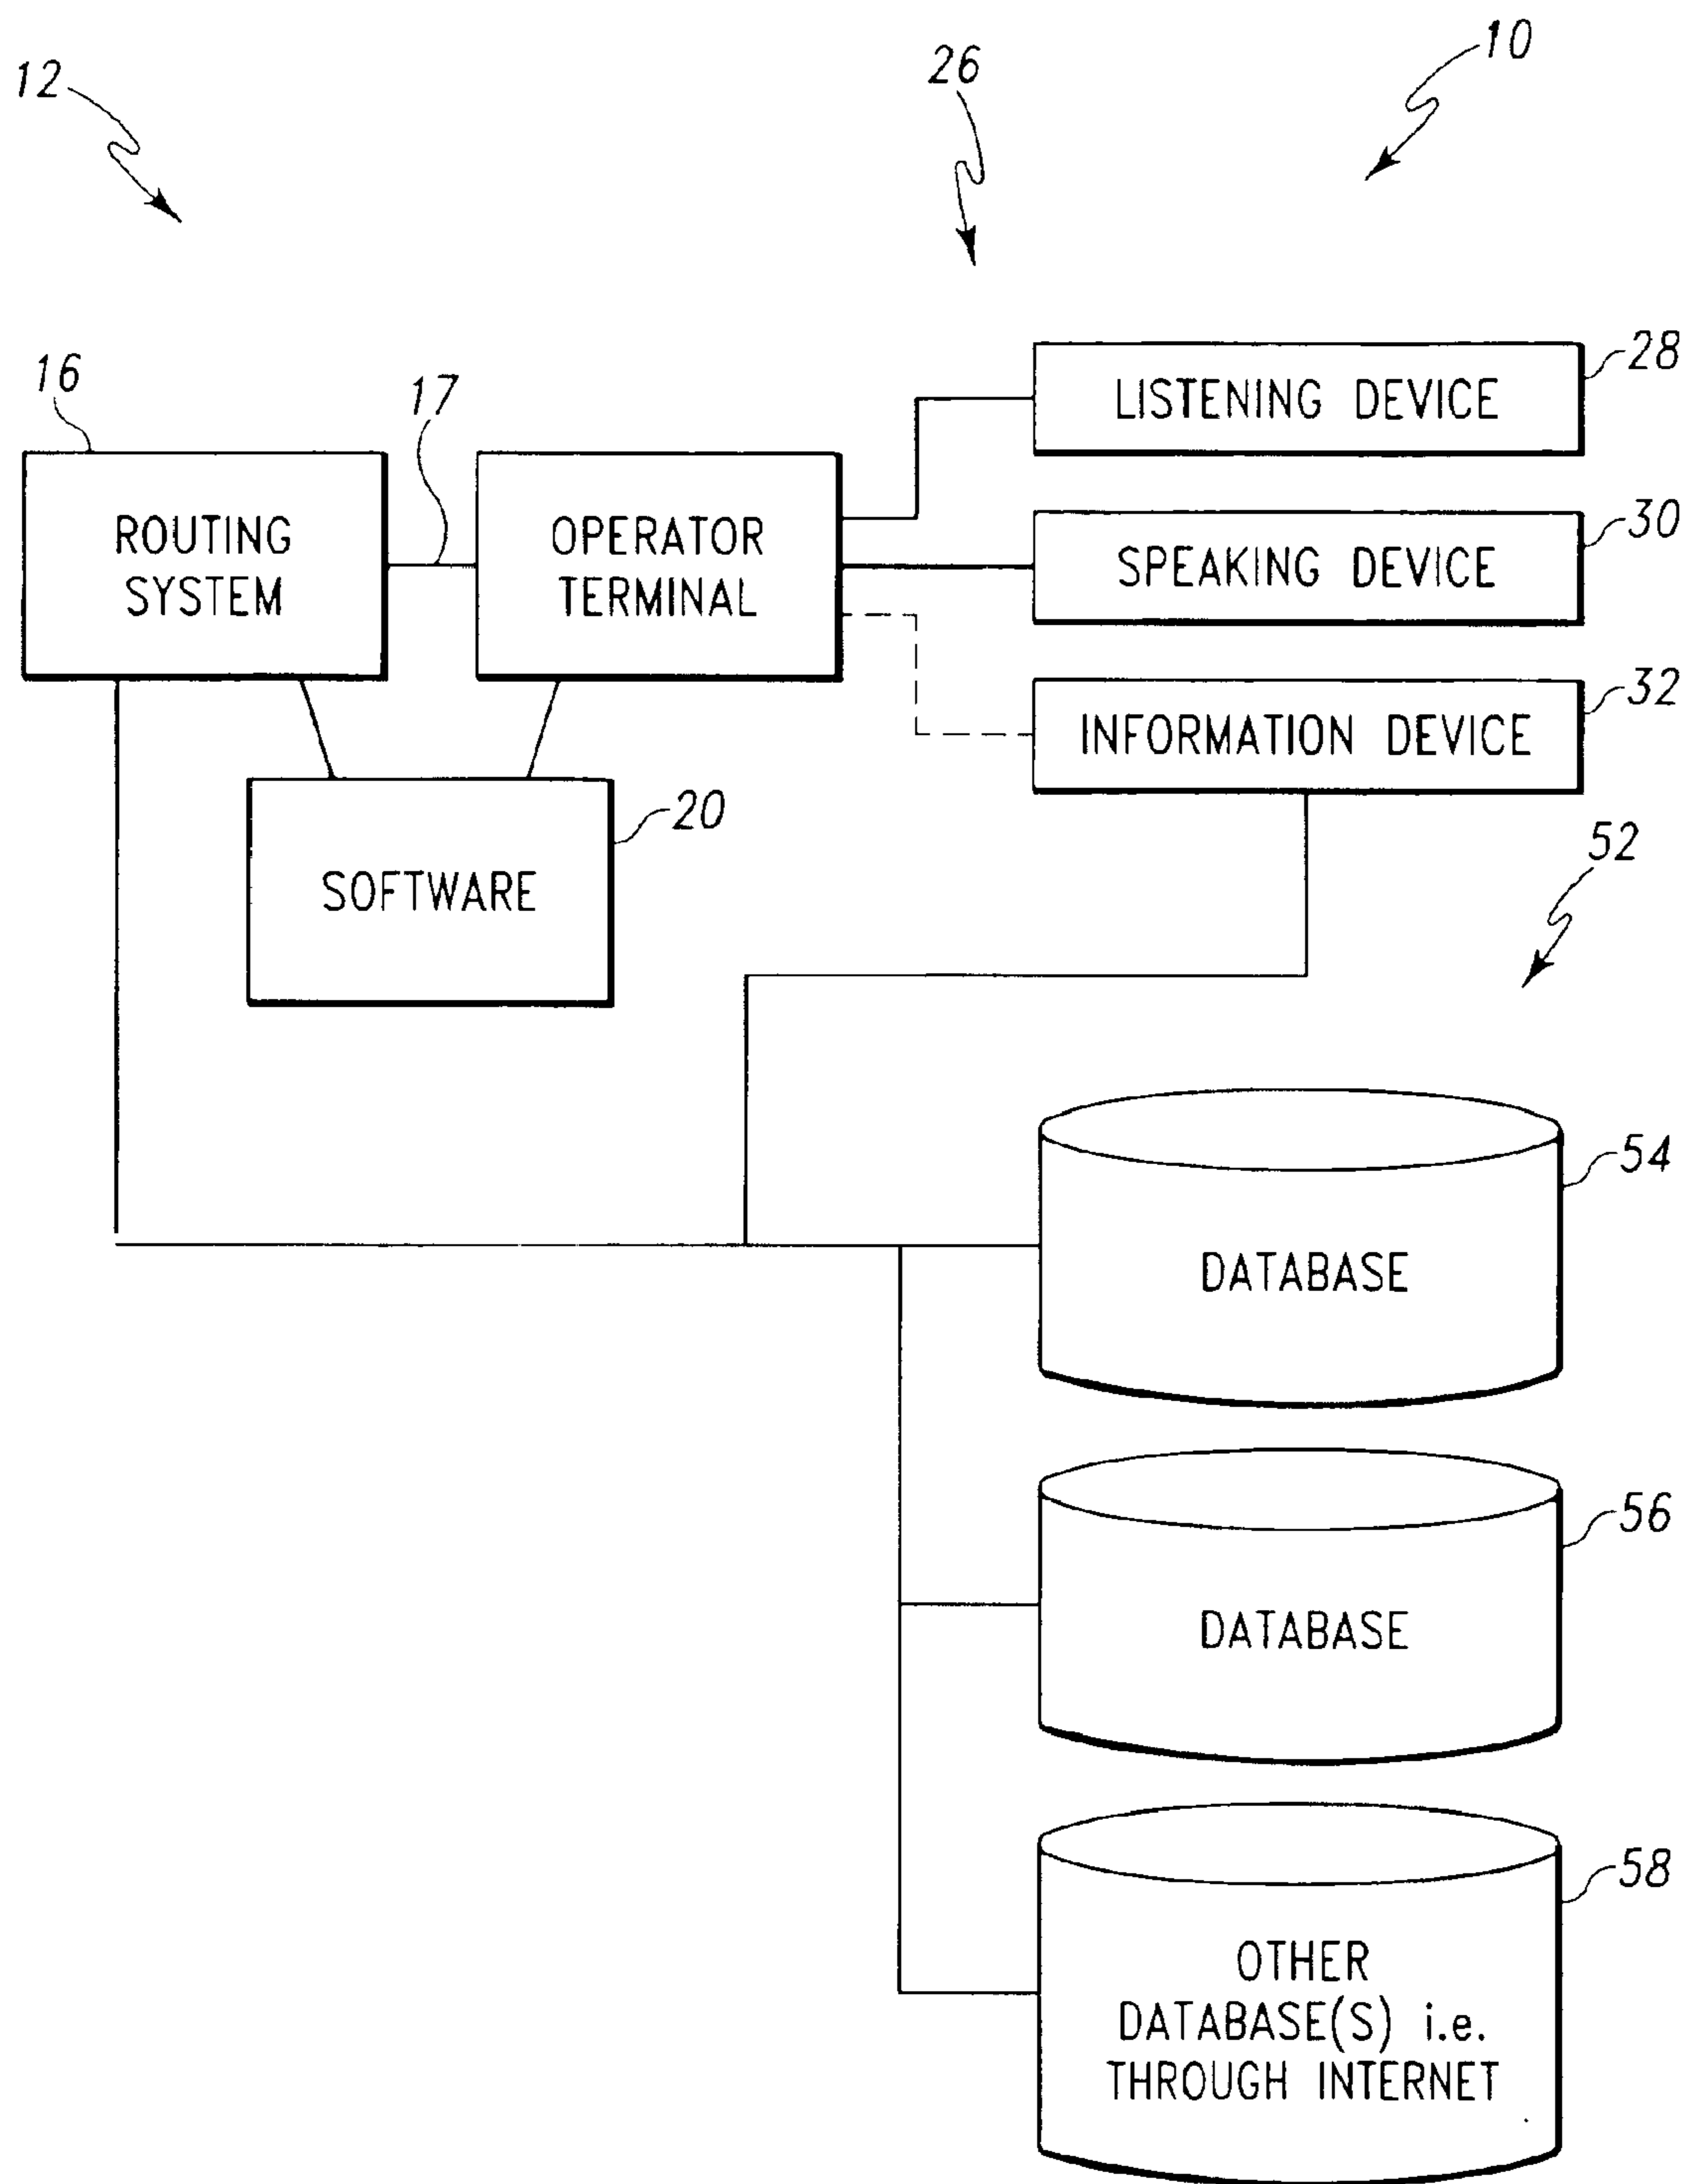 12
26
10
16
17
28
LISTENING DEVICE
ROUTING
SYSTEM
OPERATOR
TERMINAL
30
SPEAKING DEVICE
32
INFORMATION DEVICE
20
SOFTWARE
52
54
DATABASE
56
DATABASE
58
OTHER
DATABASE(S) i.e.
THROUGH INTERNET